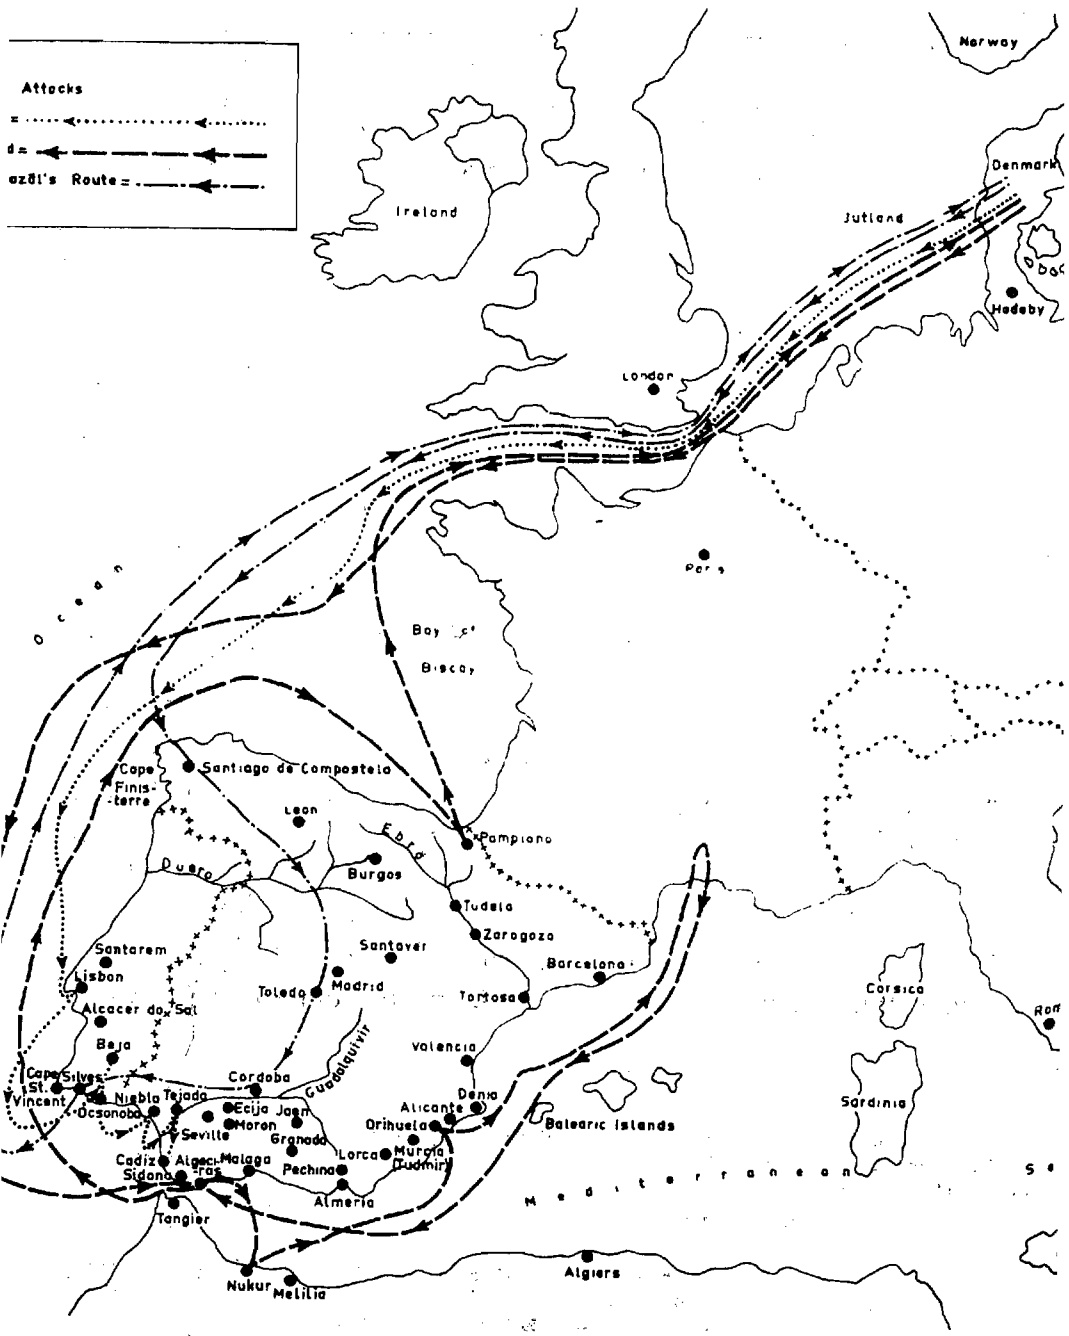 Attacks
=
d=
azāl's Route=
Norway
Denmark
Ireland
Jutland
Hadeby
London
Ocean
Paris
Bay of
Biscay
Cape
Finis-
-terre
Santiago de Compostela
Leon
Ebro
Pampiano
Duero
Burgos
Tudela
Zaragoza
Santarem
Santaver
Barcelona
Lisbon
Toledo
Madrid
Tortosa
Corsica
Alcacer do Sal
Beja
Guadalquivir
Valencia
Cape
St.
Vincent
Silves
Cordoba
Denia
Sardinia
Niebla
Tejada
Ocsonoba
Ecija
Jaen
Alicante
Moron
Orihuela
Balearic Islands
Seville
Granada
Lorca
Murcia
(Tudmir)
Cadiz
Algeci-
-ras
Malaga
Pechina
Sidona
Almeria
Mediterranean
Se
Tangier
Nukur
Melilia
Algiers